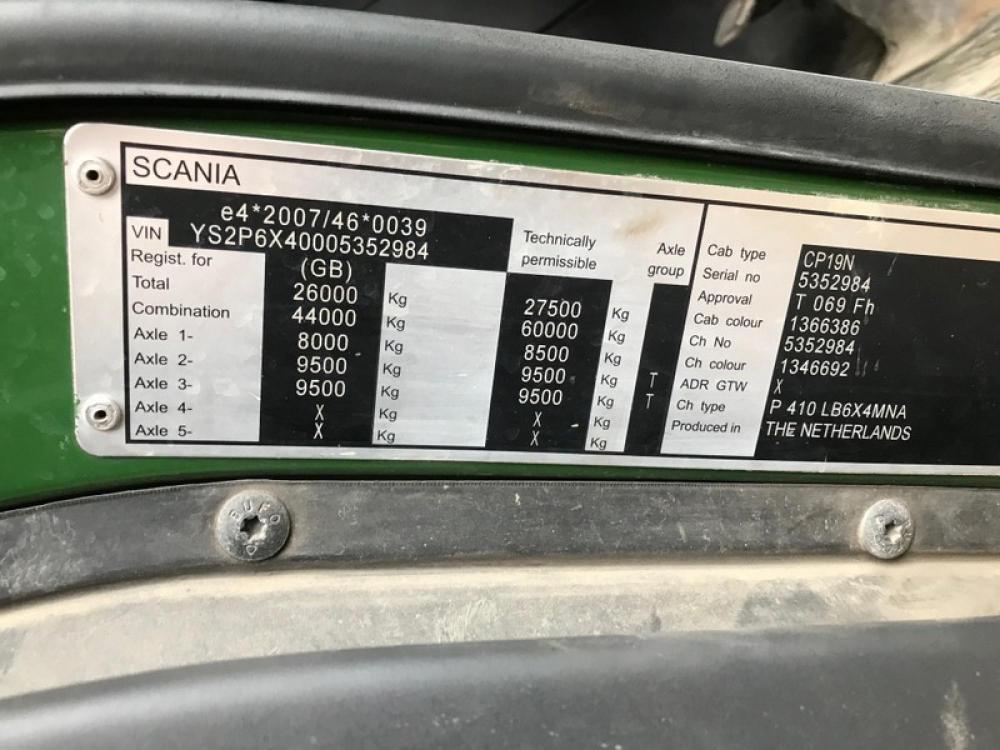 SCANIA
e4*2007/46*0039
VIN YS2P6X40005352984
Regist. for (GB) Technically permissible Axle group
Total 26000 Kg 27500 Kg
Combination 44000 Kg 60000 Kg
Axle 1- 8000 Kg 8500 Kg
Axle 2- 9500 Kg 9500 Kg T
Axle 3- 9500 Kg 9500 Kg T
Axle 4- X Kg X Kg
Axle 5- X Kg X Kg
Cab type CP19N
Serial no 5352984
Approval T 069 Fh
Cab colour 1366386
Ch No 5352984
Ch colour 1346692
ADR GTW X
Ch type P 410 LB6X4MNA
Produced in THE NETHERLANDS